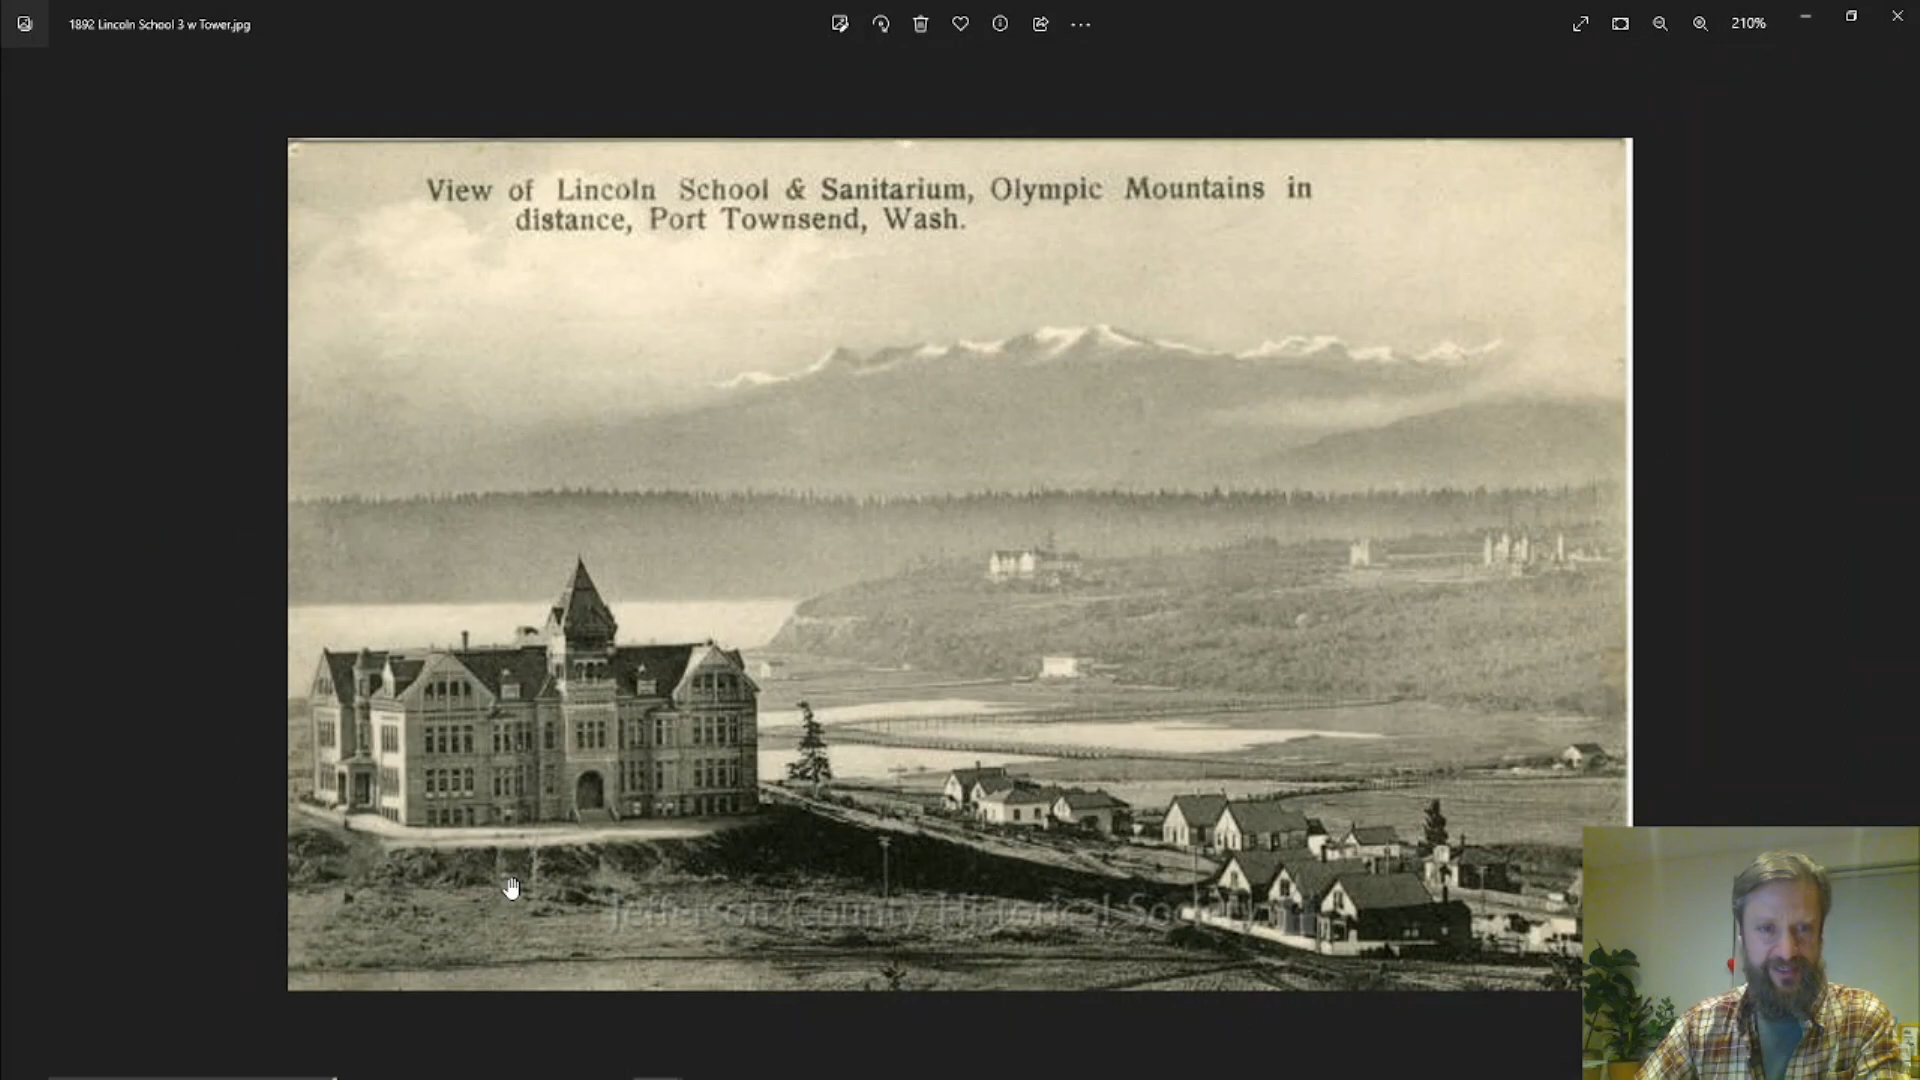 1892 Lincoln School 3 w Tower.jpg
210%
View of Lincoln School & Sanitarium, Olympic Mountains in
distance, Port Townsend, Wash.
Jefferson County Historical Society